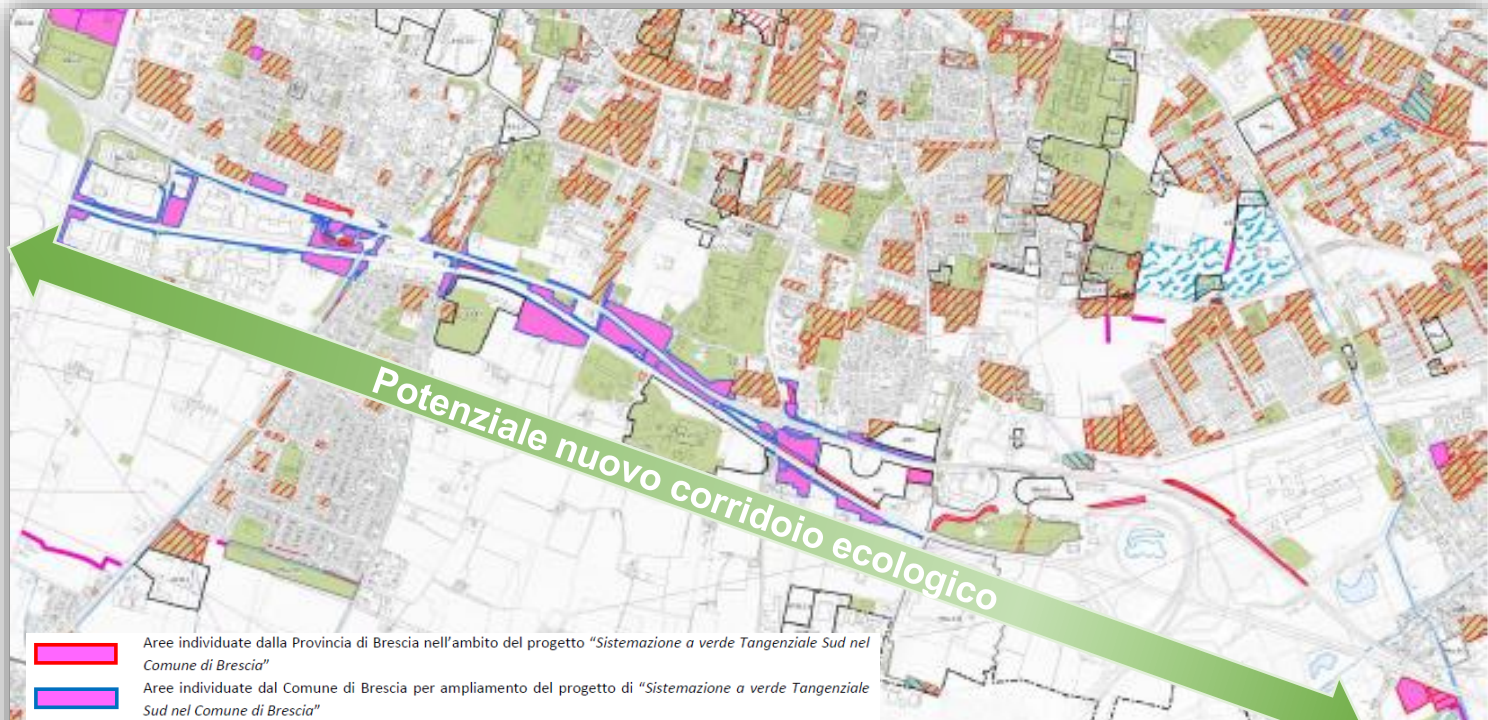 Potenziale nuovo corridoio ecologico
Aree individuate dalla Provincia di Brescia nell’ambito del progetto “Sistemazione a verde Tangenziale Sud nel
Comune di Brescia”
Aree individuate dal Comune di Brescia per ampliamento del progetto di “Sistemazione a verde Tangenziale
Sud nel Comune di Brescia”